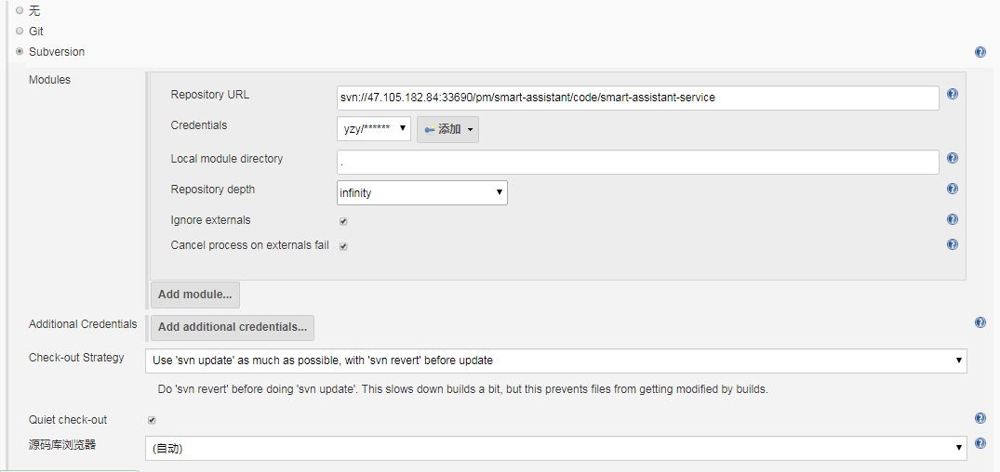 无
Git
Subversion
Modules
Repository URL
svn://47.105.182.84:33690/pm/smart-assistant/code/smart-assistant-service
Credentials
yzy/******
添加
Local module directory
.
Repository depth
infinity
Ignore externals
Cancel process on externals fail
Add module...
Additional Credentials
Add additional credentials...
Check-out Strategy
Use 'svn update' as much as possible, with 'svn revert' before update
Do 'svn revert' before doing 'svn update'. This slows down builds a bit, but this prevents files from getting modified by builds.
Quiet check-out
源码库浏览器
(自动)